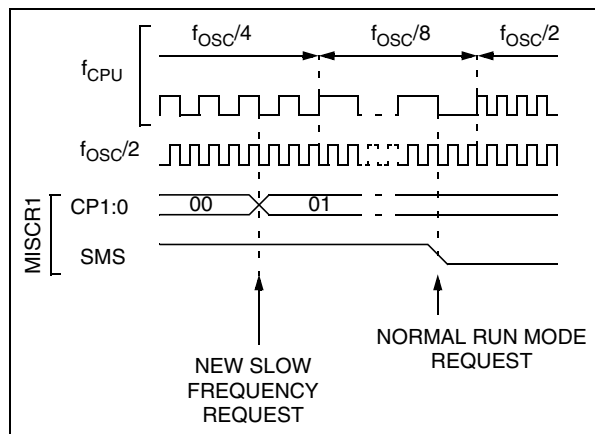 fOSC/4 fOSC/8 fOSC/2
fCPU
fOSC/2
MISCR1
CP1:0 00 01
SMS
NEW SLOW
FREQUENCY
REQUEST
NORMAL RUN MODE
REQUEST